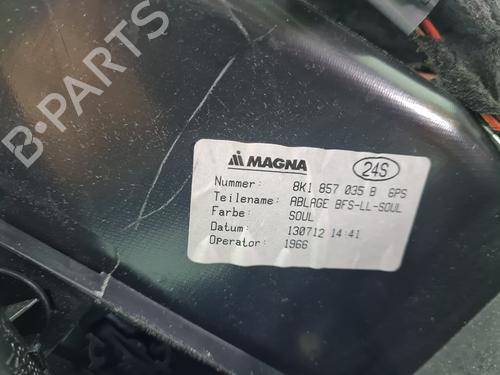 B-PARTS
MAGNA 24S
Nummer: 8K1 857 035 B 6PS
Teilename: ABLAGE BFS-LL-SOUL
Farbe: SOUL
Datum: 130712 14:41
Operator: 1966